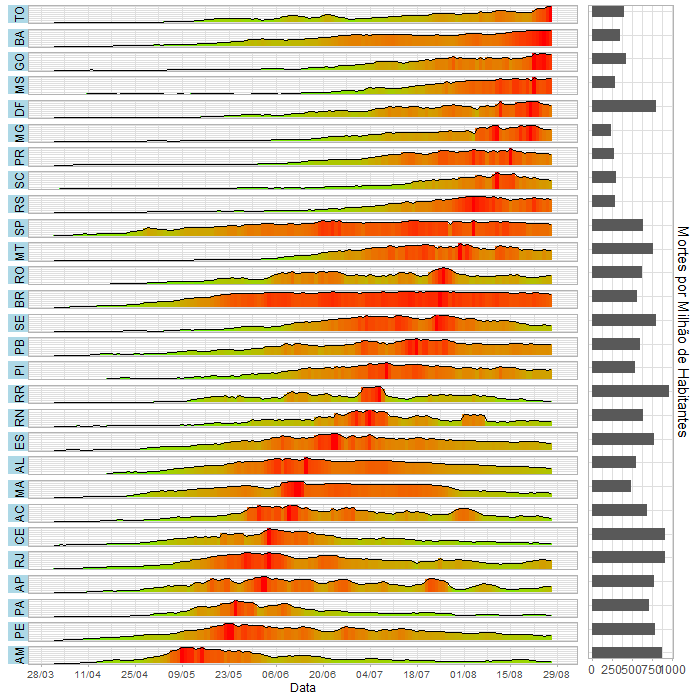 TO
BA
GO
MS
DF
MG
PR
SC
RS
SP
MT
RO
BR
SE
PB
PI
RR
RN
ES
AL
MA
AC
CE
RJ
AP
PA
PE
AM
28/03 11/04 25/04 09/05 23/05 06/06 20/06 04/07 18/07 01/08 15/08 29/08
Data
0 250 500 750 1000
Mortes por Milhão de Habitantes